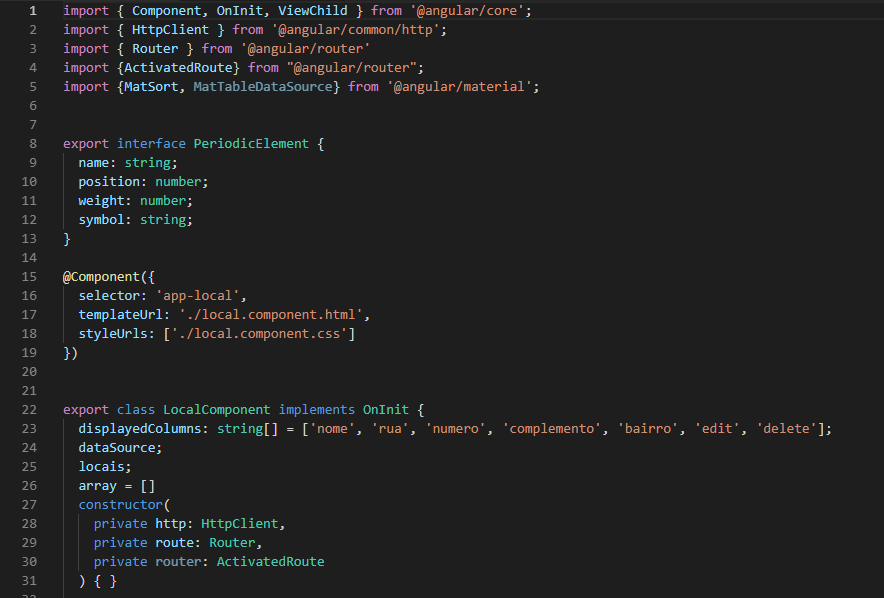 1 import { Component, OnInit, ViewChild } from '@angular/core';
2 import { HttpClient } from '@angular/common/http';
3 import { Router } from '@angular/router'
4 import {ActivatedRoute} from "@angular/router";
5 import {MatSort, MatTableDataSource} from '@angular/material';
6
7
8 export interface PeriodicElement {
9 name: string;
10 position: number;
11 weight: number;
12 symbol: string;
13 }
14
15 @Component({
16 selector: 'app-local',
17 templateUrl: './local.component.html',
18 styleUrls: ['./local.component.css']
19 })
20
21
22 export class LocalComponent implements OnInit {
23 displayedColumns: string[] = ['nome', 'rua', 'numero', 'complemento', 'bairro', 'edit', 'delete'];
24 dataSource;
25 locais;
26 array = []
27 constructor(
28 private http: HttpClient,
29 private route: Router,
30 private router: ActivatedRoute
31 ) { }